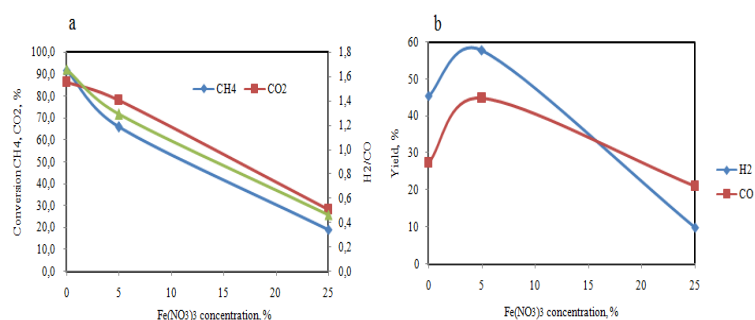 a
100,0
90,0
80,0
70,0
60,0
50,0
40,0
30,0
20,0
10,0
0,0
Conversion CH4, CO2, %
CH4
CO2
1,8
1,6
1,4
1,2
1,0
0,8
0,6
0,4
0,2
0,0
H2/CO
0 5 10 15 20 25
Fe(NO3)3 concentration, %
b
60
50
40
30
20
10
0
Yield, %
H2
CO
0 5 10 15 20 25
Fe(NO3)3 concentration, %